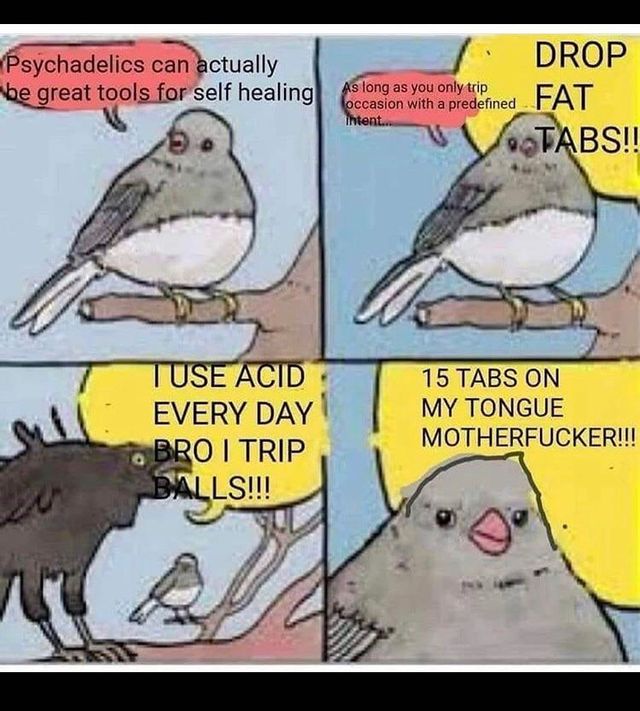 Psychadelics can actually
be great tools for self healing
As long as you only trip
occasion with a predefined
intent...
DROP
FAT
TABS!!
I USE ACID
EVERY DAY
BRO I TRIP
BALLS!!!
15 TABS ON
MY TONGUE
MOTHERFUCKER!!!